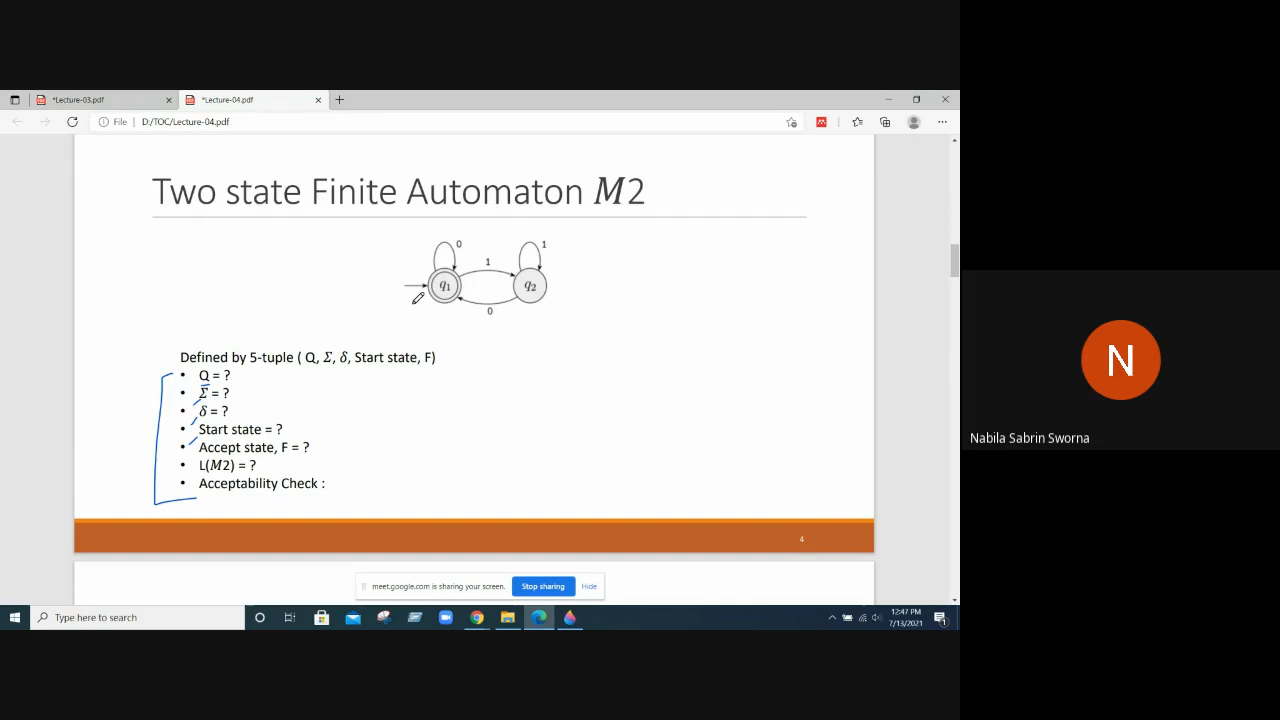 *Lecture-03.pdf
*Lecture-04.pdf
File
D:/TOC/Lecture-04.pdf
Two state Finite Automaton M2
0
1
1
q1
q2
0
Defined by 5-tuple ( Q, Σ, δ, Start state, F)
• Q = ?
• Σ = ?
• δ = ?
• Start state = ?
• Accept state, F = ?
• L(M2) = ?
• Acceptability Check :
4
N
Nabila Sabrin Sworna
meet.google.com is sharing your screen.
Stop sharing
Hide
Type here to search
12:47 PM
7/13/2021